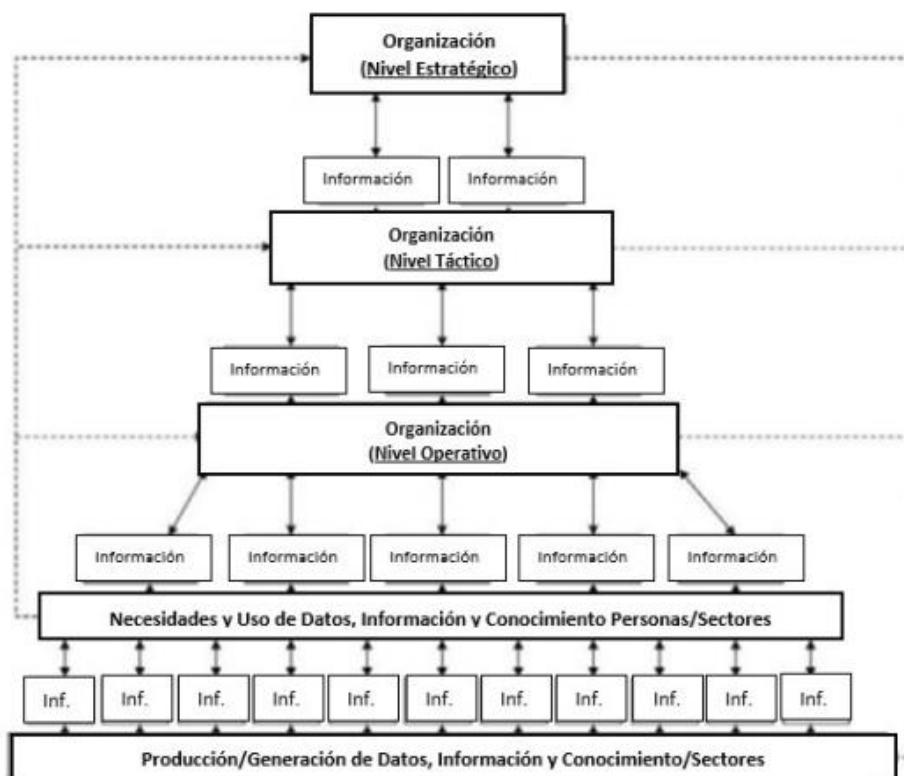 Organización
(Nivel Estratégico)
Información
Información
Organización
(Nivel Táctico)
Información
Información
Información
Organización
(Nivel Operativo)
Información
Información
Información
Información
Información
Necesidades y Uso de Datos, Información y Conocimiento Personas/Sectores
Inf.
Inf.
Inf.
Inf.
Inf.
Inf.
Inf.
Inf.
Inf.
Inf.
Inf.
Producción/Generación de Datos, Información y Conocimiento/Sectores